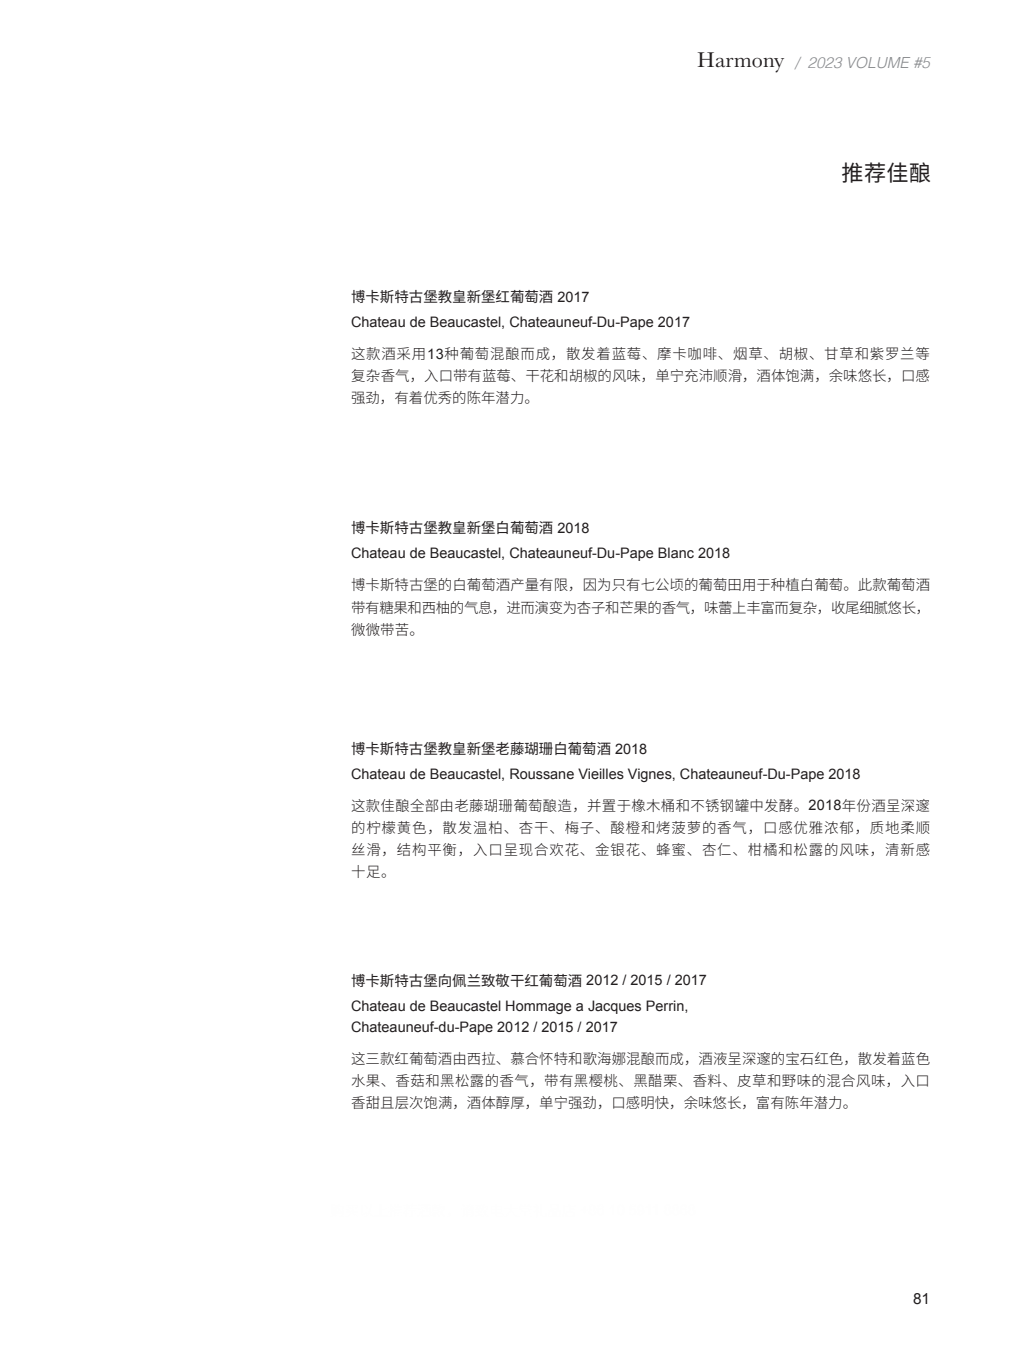 Harmony / 2023 VOLUME #5
推荐佳酿
博卡斯特古堡教皇新堡红葡萄酒 2017
Chateau de Beaucastel, Chateauneuf-Du-Pape 2017
这款酒采用13种葡萄混酿而成，散发着蓝莓、摩卡咖啡、烟草、胡椒、甘草和紫罗兰等
复杂香气，入口带有蓝莓、干花和胡椒的风味，单宁充沛顺滑，酒体饱满，余味悠长，口感
强劲，有着优秀的陈年潜力。
博卡斯特古堡教皇新堡白葡萄酒 2018
Chateau de Beaucastel, Chateauneuf-Du-Pape Blanc 2018
博卡斯特古堡的白葡萄酒产量有限，因为只有七公顷的葡萄田用于种植白葡萄。此款葡萄酒
带有糖果和西柚的气息，进而演变为杏子和芒果的香气，味蕾上丰富而复杂，收尾细腻悠长，
微微带苦。
博卡斯特古堡教皇新堡老藤瑚珊白葡萄酒 2018
Chateau de Beaucastel, Roussane Vieilles Vignes, Chateauneuf-Du-Pape 2018
这款佳酿全部由老藤瑚珊葡萄酿造，并置于橡木桶和不锈钢罐中发酵。2018年份酒呈深邃
的柠檬黄色，散发温柏、杏干、梅子、酸橙和烤菠萝的香气，口感优雅浓郁，质地柔顺
丝滑，结构平衡，入口呈现合欢花、金银花、蜂蜜、杏仁、柑橘和松露的风味，清新感
十足。
博卡斯特古堡向佩兰致敬干红葡萄酒 2012 / 2015 / 2017
Chateau de Beaucastel Hommage a Jacques Perrin,
Chateauneuf-du-Pape 2012 / 2015 / 2017
这三款红葡萄酒由西拉、慕合怀特和歌海娜混酿而成，酒液呈深邃的宝石红色，散发着蓝色
水果、香菇和黑松露的香气，带有黑樱桃、黑醋栗、香料、皮草和野味的混合风味，入口
香甜且层次饱满，酒体醇厚，单宁强劲，口感明快，余味悠长，富有陈年潜力。
81